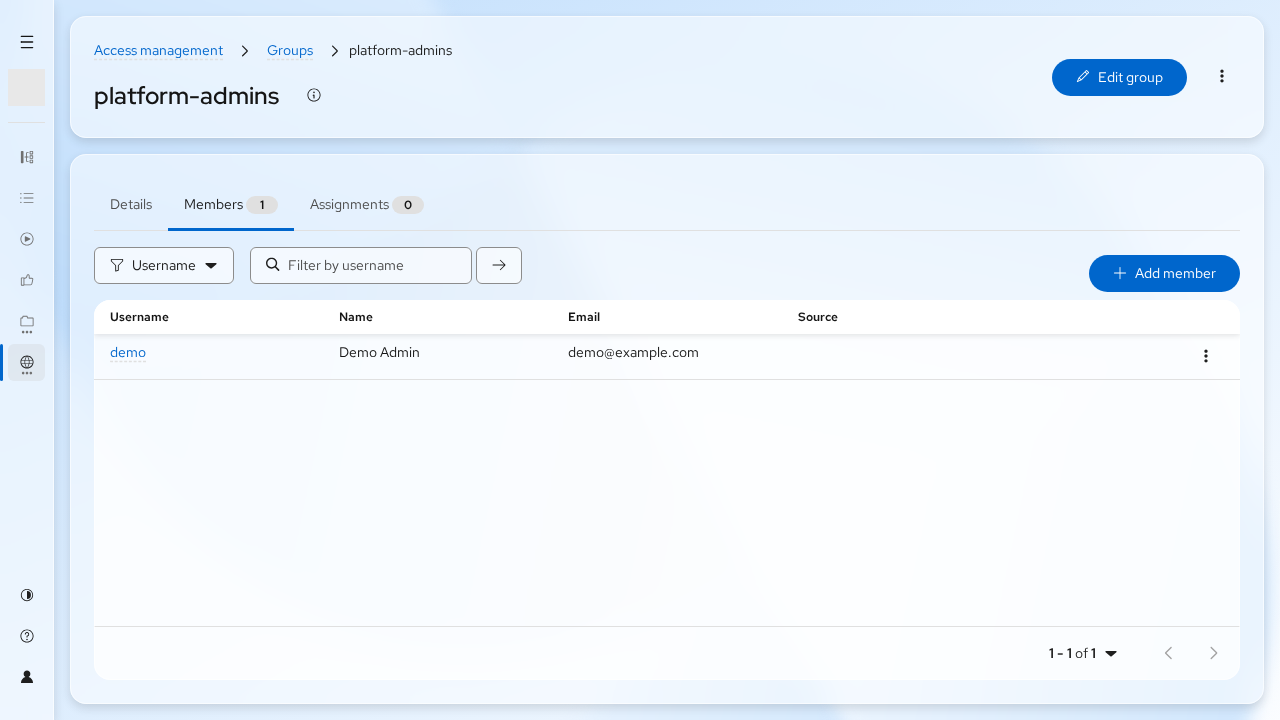 Access management
Groups
platform-admins
platform-admins
Edit group
Details
Members 1
Assignments 0
Username
Filter by username
Add member
Username Name Email Source
demo Demo Admin demo@example.com
1 - 1 of 1